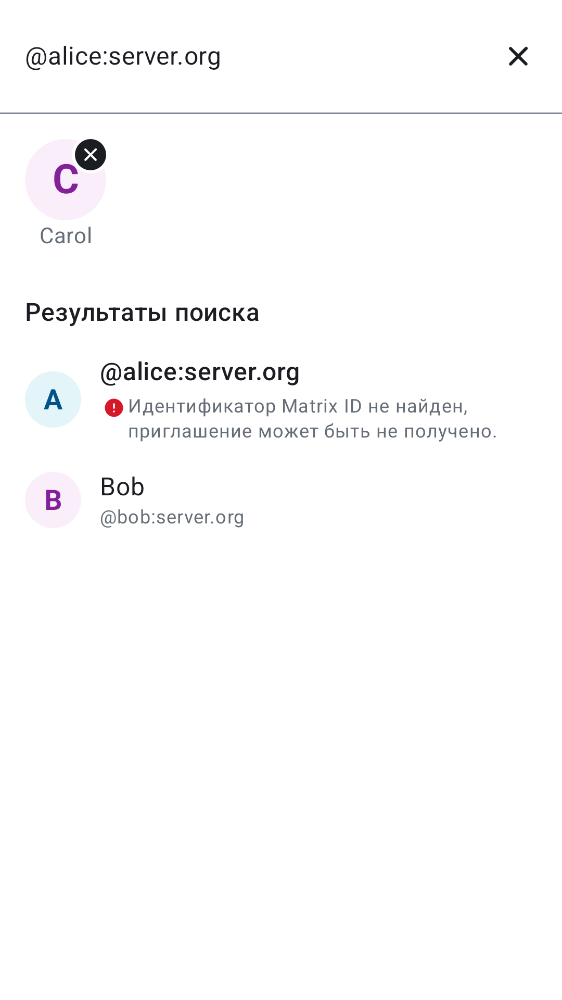 @alice:server.org
C
Carol
Результаты поиска
A
@alice:server.org
Идентификатор Matrix ID не найден,
приглашение может быть не получено.
B
Bob
@bob:server.org